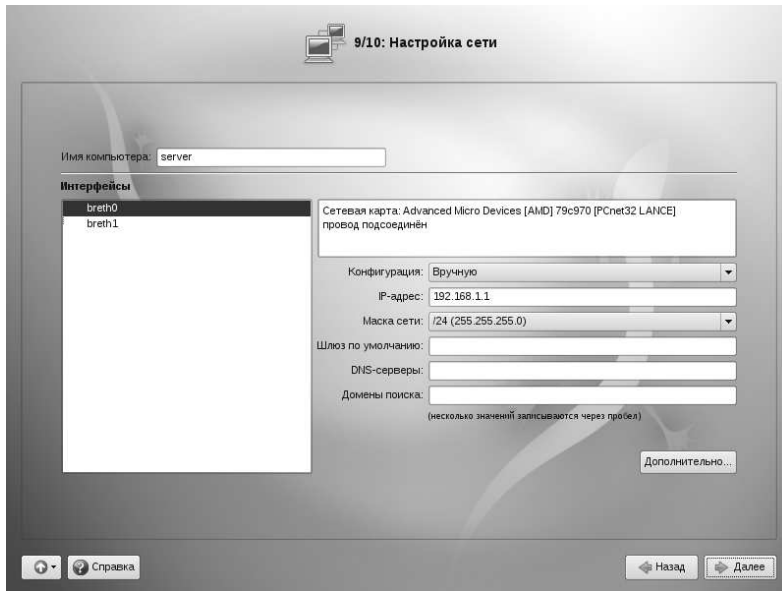 9/10: Настройка сети
Имя компьютера: server
Интерфейсы
breth0
breth1
Сетевая карта: Advanced Micro Devices [AMD] 79c970 [PCnet32 LANCE]
провод подсоединён
Конфигурация: Вручную
IP-адрес: 192.168.1.1
Маска сети: /24 (255.255.255.0)
Шлюз по умолчанию:
DNS-серверы:
Домены поиска:
(несколько значений записываются через пробел)
Дополнительно...
Справка
Назад
Далее